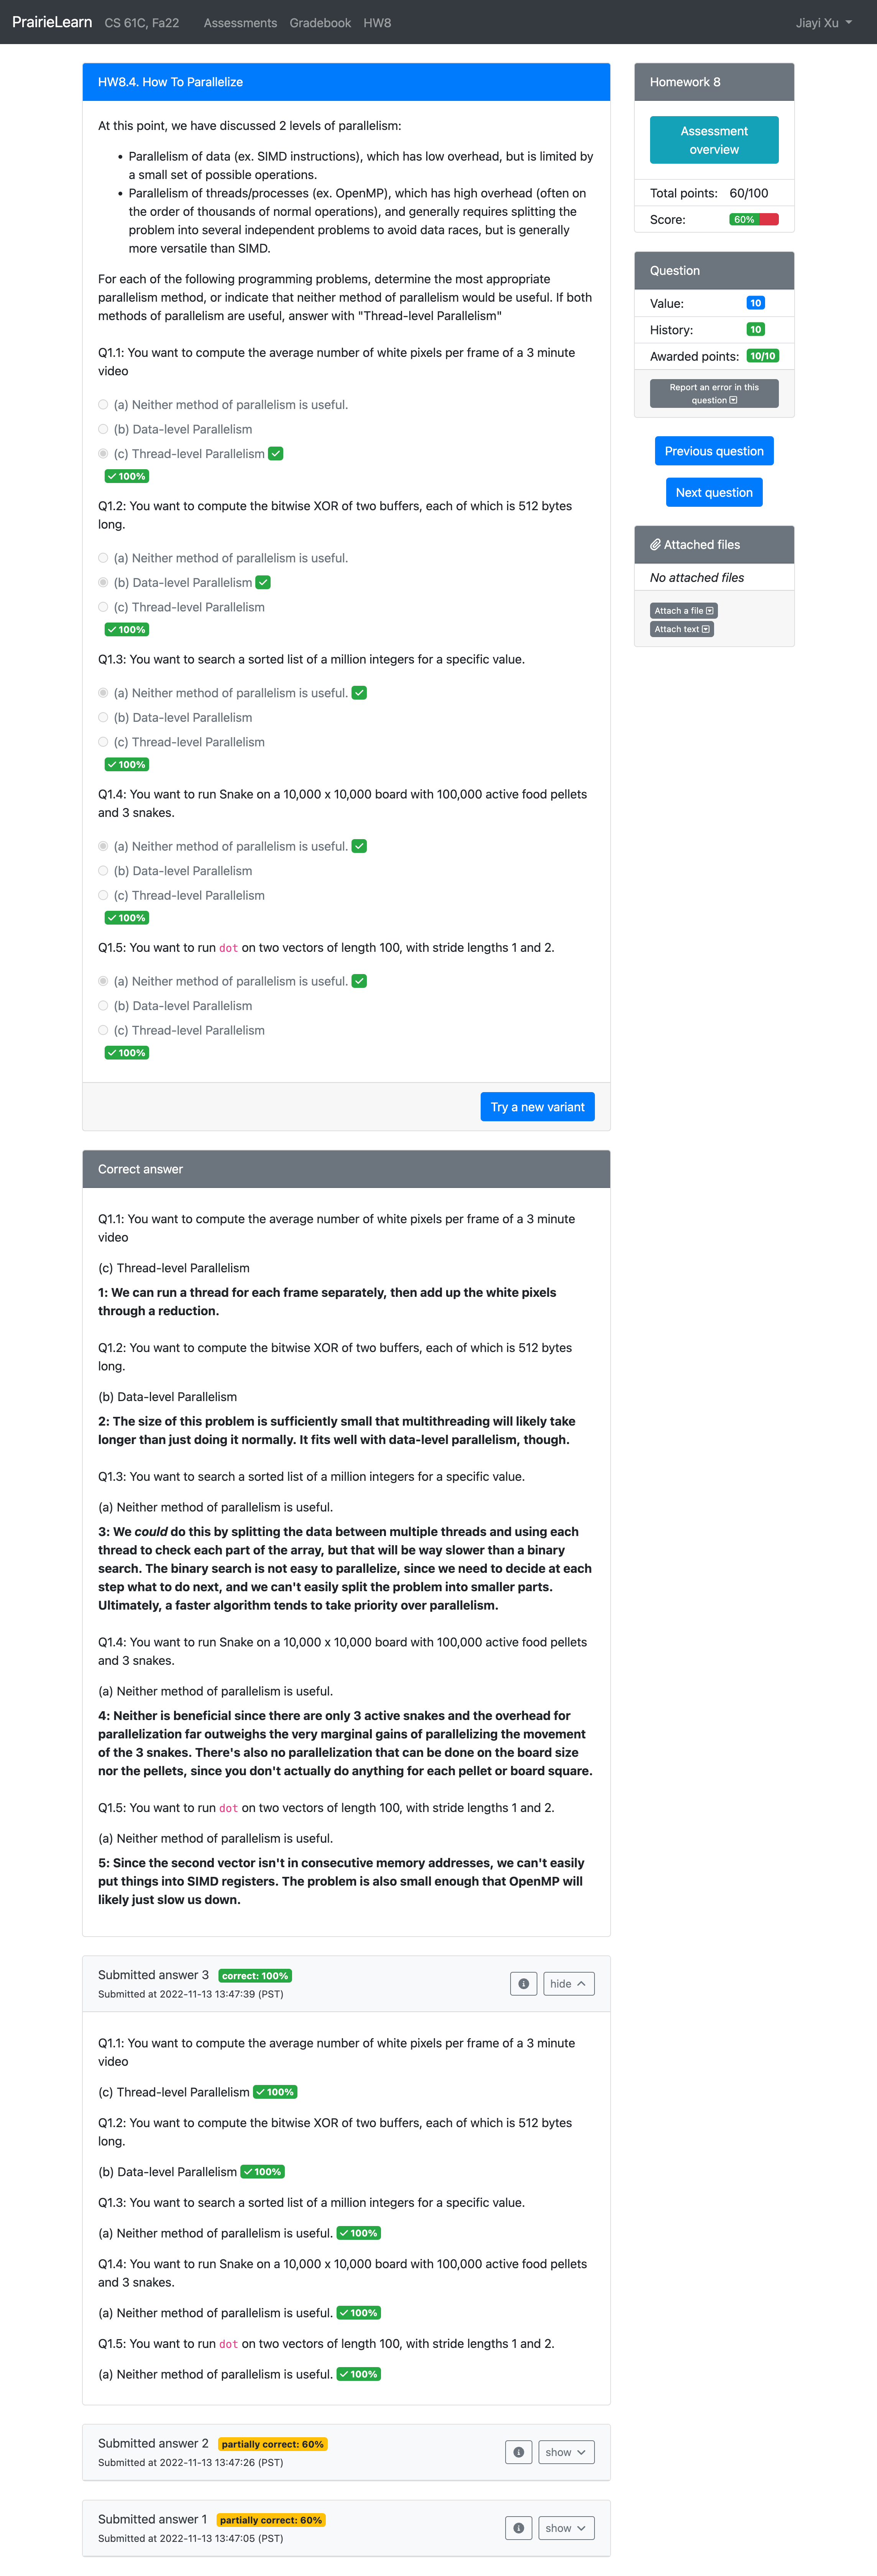 PrairieLearn CS 61C, Fa22 Assessments Gradebook HW8 Jiayi Xu
HW8.4. How To Parallelize
At this point, we have discussed 2 levels of parallelism:
• Parallelism of data (ex. SIMD instructions), which has low overhead, but is limited by
a small set of possible operations.
• Parallelism of threads/processes (ex. OpenMP), which has high overhead (often on
the order of thousands of normal operations), and generally requires splitting the
problem into several independent problems to avoid data races, but is generally
more versatile than SIMD.
For each of the following programming problems, determine the most appropriate
parallelism method, or indicate that neither method of parallelism would be useful. If both
methods of parallelism are useful, answer with "Thread-level Parallelism"
Q1.1: You want to compute the average number of white pixels per frame of a 3 minute
video
(a) Neither method of parallelism is useful.
(b) Data-level Parallelism
(c) Thread-level Parallelism
100%
Q1.2: You want to compute the bitwise XOR of two buffers, each of which is 512 bytes
long.
(a) Neither method of parallelism is useful.
(b) Data-level Parallelism
(c) Thread-level Parallelism
100%
Q1.3: You want to search a sorted list of a million integers for a specific value.
(a) Neither method of parallelism is useful.
(b) Data-level Parallelism
(c) Thread-level Parallelism
100%
Q1.4: You want to run Snake on a 10,000 x 10,000 board with 100,000 active food pellets
and 3 snakes.
(a) Neither method of parallelism is useful.
(b) Data-level Parallelism
(c) Thread-level Parallelism
100%
Q1.5: You want to run dot on two vectors of length 100, with stride lengths 1 and 2.
(a) Neither method of parallelism is useful.
(b) Data-level Parallelism
(c) Thread-level Parallelism
100%
Try a new variant
Correct answer
Q1.1: You want to compute the average number of white pixels per frame of a 3 minute
video
(c) Thread-level Parallelism
1: We can run a thread for each frame separately, then add up the white pixels
through a reduction.
Q1.2: You want to compute the bitwise XOR of two buffers, each of which is 512 bytes
long.
(b) Data-level Parallelism
2: The size of this problem is sufficiently small that multithreading will likely take
longer than just doing it normally. It fits well with data-level parallelism, though.
Q1.3: You want to search a sorted list of a million integers for a specific value.
(a) Neither method of parallelism is useful.
3: We could do this by splitting the data between multiple threads and using each
thread to check each part of the array, but that will be way slower than a binary
search. The binary search is not easy to parallelize, since we need to decide at each
step what to do next, and we can't easily split the problem into smaller parts.
Ultimately, a faster algorithm tends to take priority over parallelism.
Q1.4: You want to run Snake on a 10,000 x 10,000 board with 100,000 active food pellets
and 3 snakes.
(a) Neither method of parallelism is useful.
4: Neither is beneficial since there are only 3 active snakes and the overhead for
parallelization far outweighs the very marginal gains of parallelizing the movement
of the 3 snakes. There's also no parallelization that can be done on the board size
nor the pellets, since you don't actually do anything for each pellet or board square.
Q1.5: You want to run dot on two vectors of length 100, with stride lengths 1 and 2.
(a) Neither method of parallelism is useful.
5: Since the second vector isn't in consecutive memory addresses, we can't easily
put things into SIMD registers. The problem is also small enough that OpenMP will
likely just slow us down.
Submitted answer 3 correct: 100%
Submitted at 2022-11-13 13:47:39 (PST)
hide
Q1.1: You want to compute the average number of white pixels per frame of a 3 minute
video
(c) Thread-level Parallelism 100%
Q1.2: You want to compute the bitwise XOR of two buffers, each of which is 512 bytes
long.
(b) Data-level Parallelism 100%
Q1.3: You want to search a sorted list of a million integers for a specific value.
(a) Neither method of parallelism is useful. 100%
Q1.4: You want to run Snake on a 10,000 x 10,000 board with 100,000 active food pellets
and 3 snakes.
(a) Neither method of parallelism is useful. 100%
Q1.5: You want to run dot on two vectors of length 100, with stride lengths 1 and 2.
(a) Neither method of parallelism is useful. 100%
Submitted answer 2 partially correct: 60%
Submitted at 2022-11-13 13:47:26 (PST)
show
Submitted answer 1 partially correct: 60%
Submitted at 2022-11-13 13:47:05 (PST)
show
Homework 8
Assessment
overview
Total points: 60/100
Score: 60%
Question
Value: 10
History: 10
Awarded points: 10/10
Report an error in this
question
Previous question
Next question
Attached files
No attached files
Attach a file
Attach text